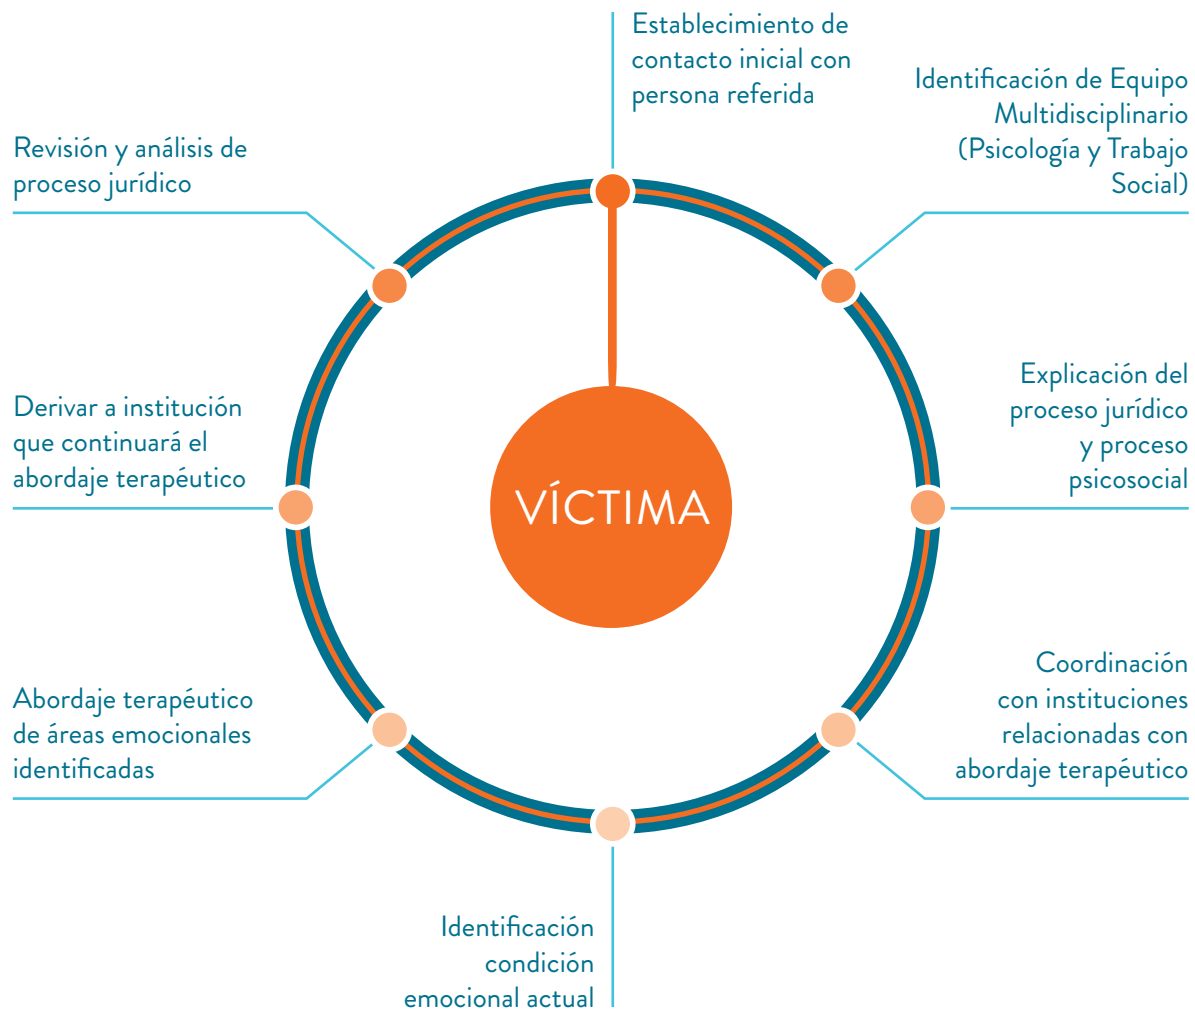 Establecimiento de
contacto inicial con
persona referida
Identificación de Equipo
Multidisciplinario
(Psicología y Trabajo
Social)
Explicación del
proceso jurídico
y proceso
psicosocial
Coordinación
con instituciones
relacionadas con
abordaje terapéutico
Identificación
condición
emocional actual
Abordaje terapéutico
de áreas emocionales
identificadas
Derivar a institución
que continuará el
abordaje terapéutico
Revisión y análisis de
proceso jurídico
VÍCTIMA